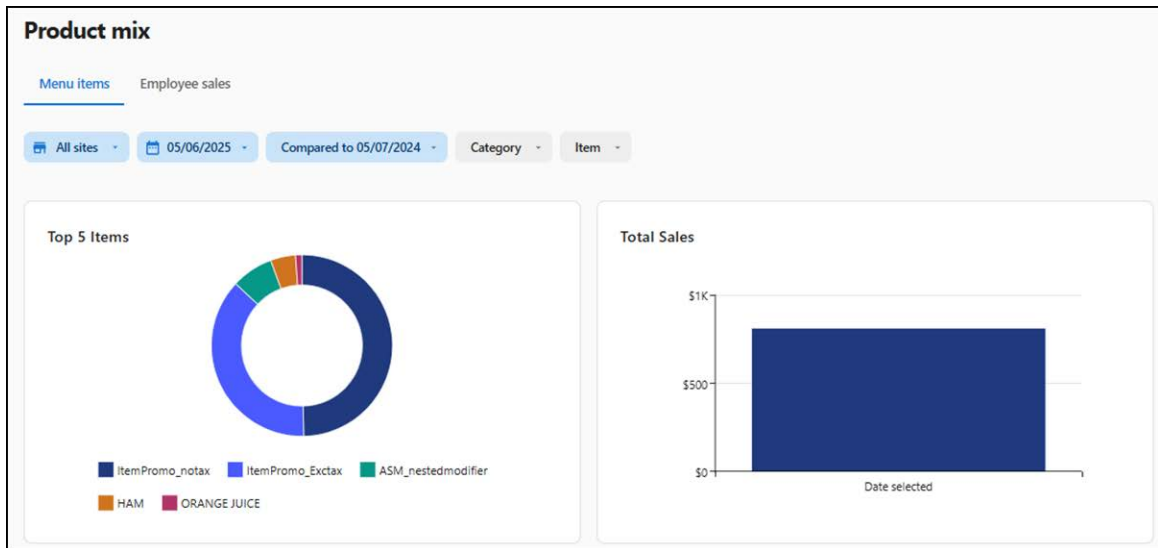 Product mix
Menu items Employee sales
All sites 05/06/2025 Compared to 05/07/2024 Category Item
Top 5 Items
ItemPromo_notax ItemPromo_Exctax ASM_nestedmodifier
HAM ORANGE JUICE
Total Sales
$1K
$500
$0
Date selected